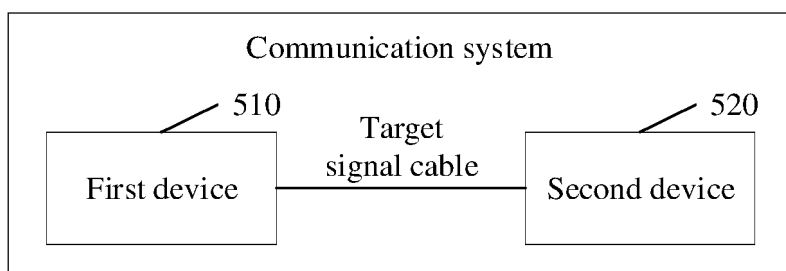 Communication system
510
520
Target
signal cable
First device
Second device